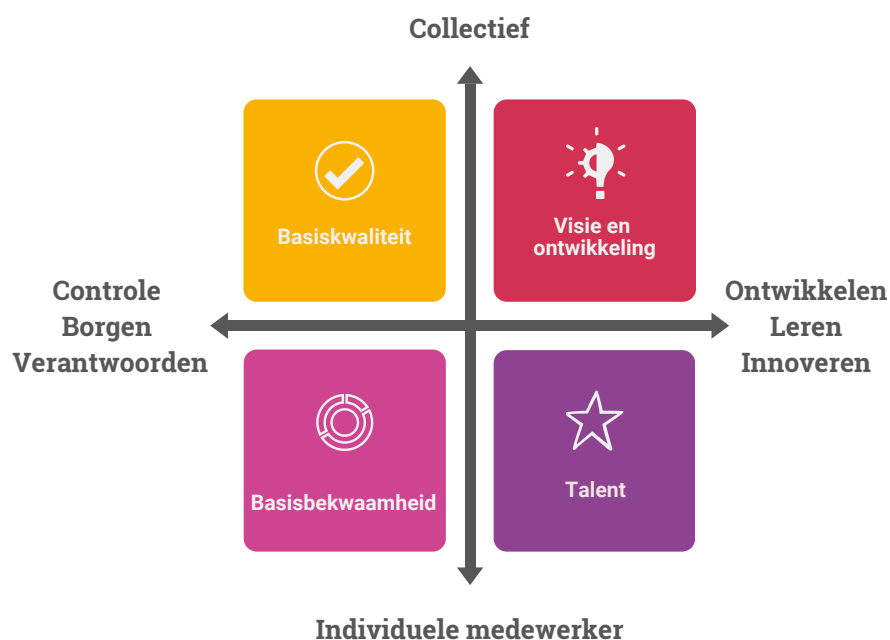 Collectief
Basiskwaliteit
Visie en
ontwikkeling
Controle
Borgen
Verantwoorden
Ontwikkelen
Leren
Innoveren
Basisbekwaamheid
Talent
Individuele medewerker